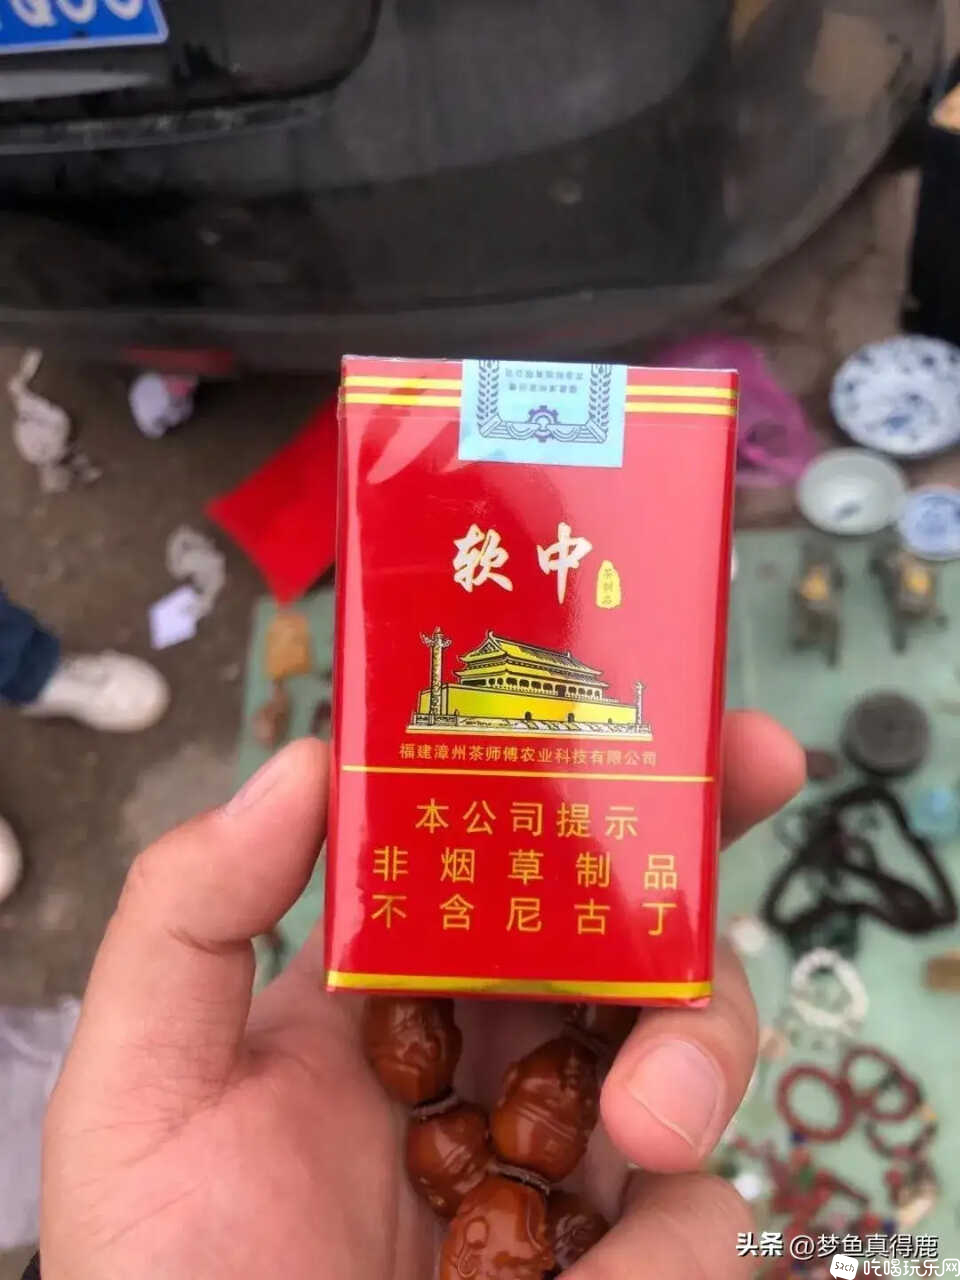 软中
茶制品
福建漳州茶师傅农业科技有限公司
本公司提示
非烟草制品
不含尼古丁
头条 @梦鱼真得鹿
52ch 吃喝玩乐网